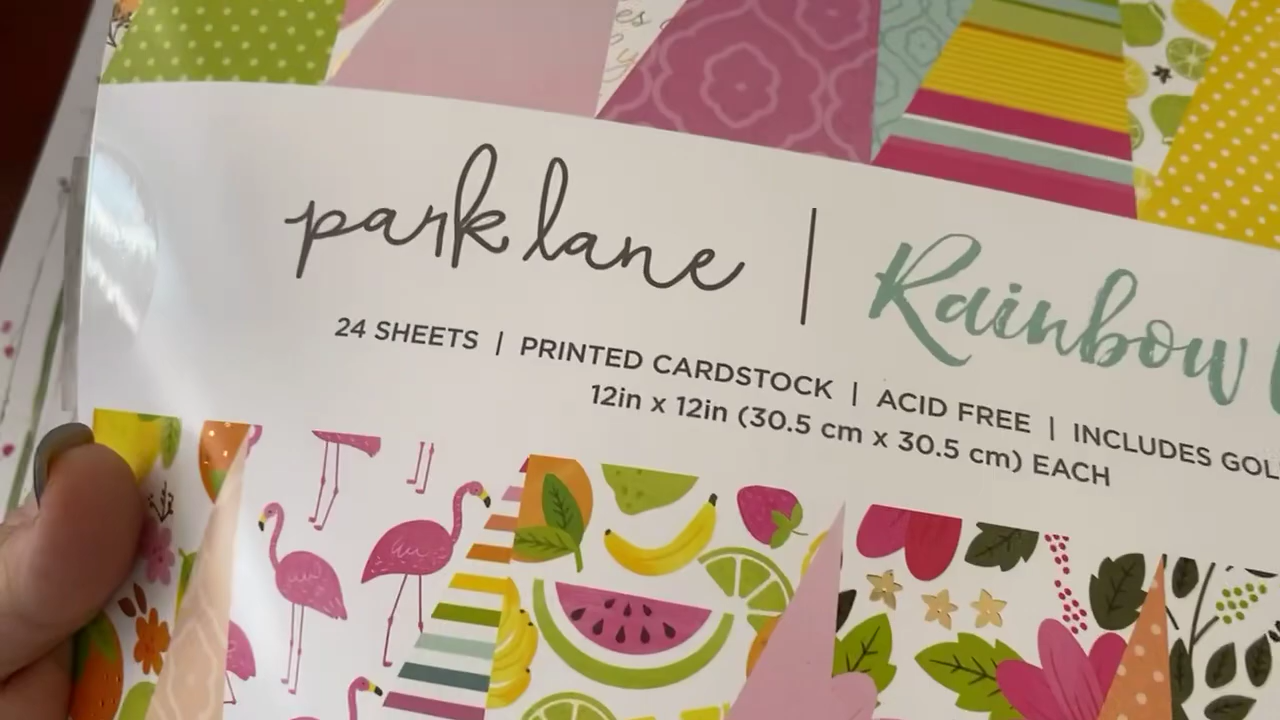 park lane | Rainbow
24 SHEETS | PRINTED CARDSTOCK | ACID FREE | INCLUDES
12in x 12in (30.5 cm x 30.5 cm) EACH